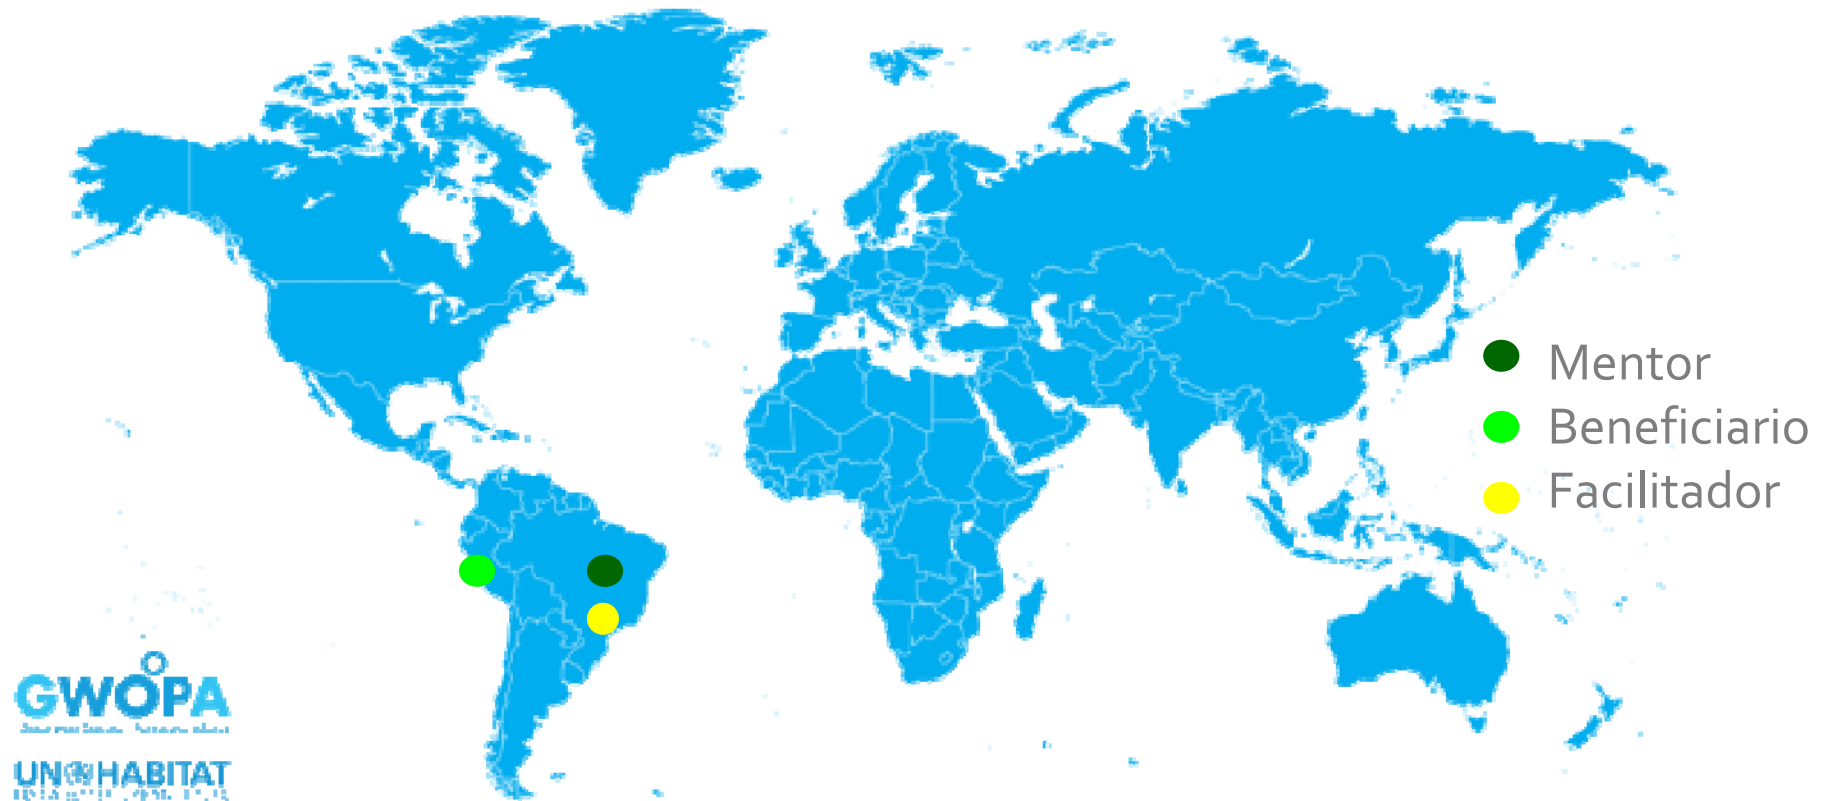 Mentor
Beneficiario
Facilitador
GWOPA
UN HABITAT